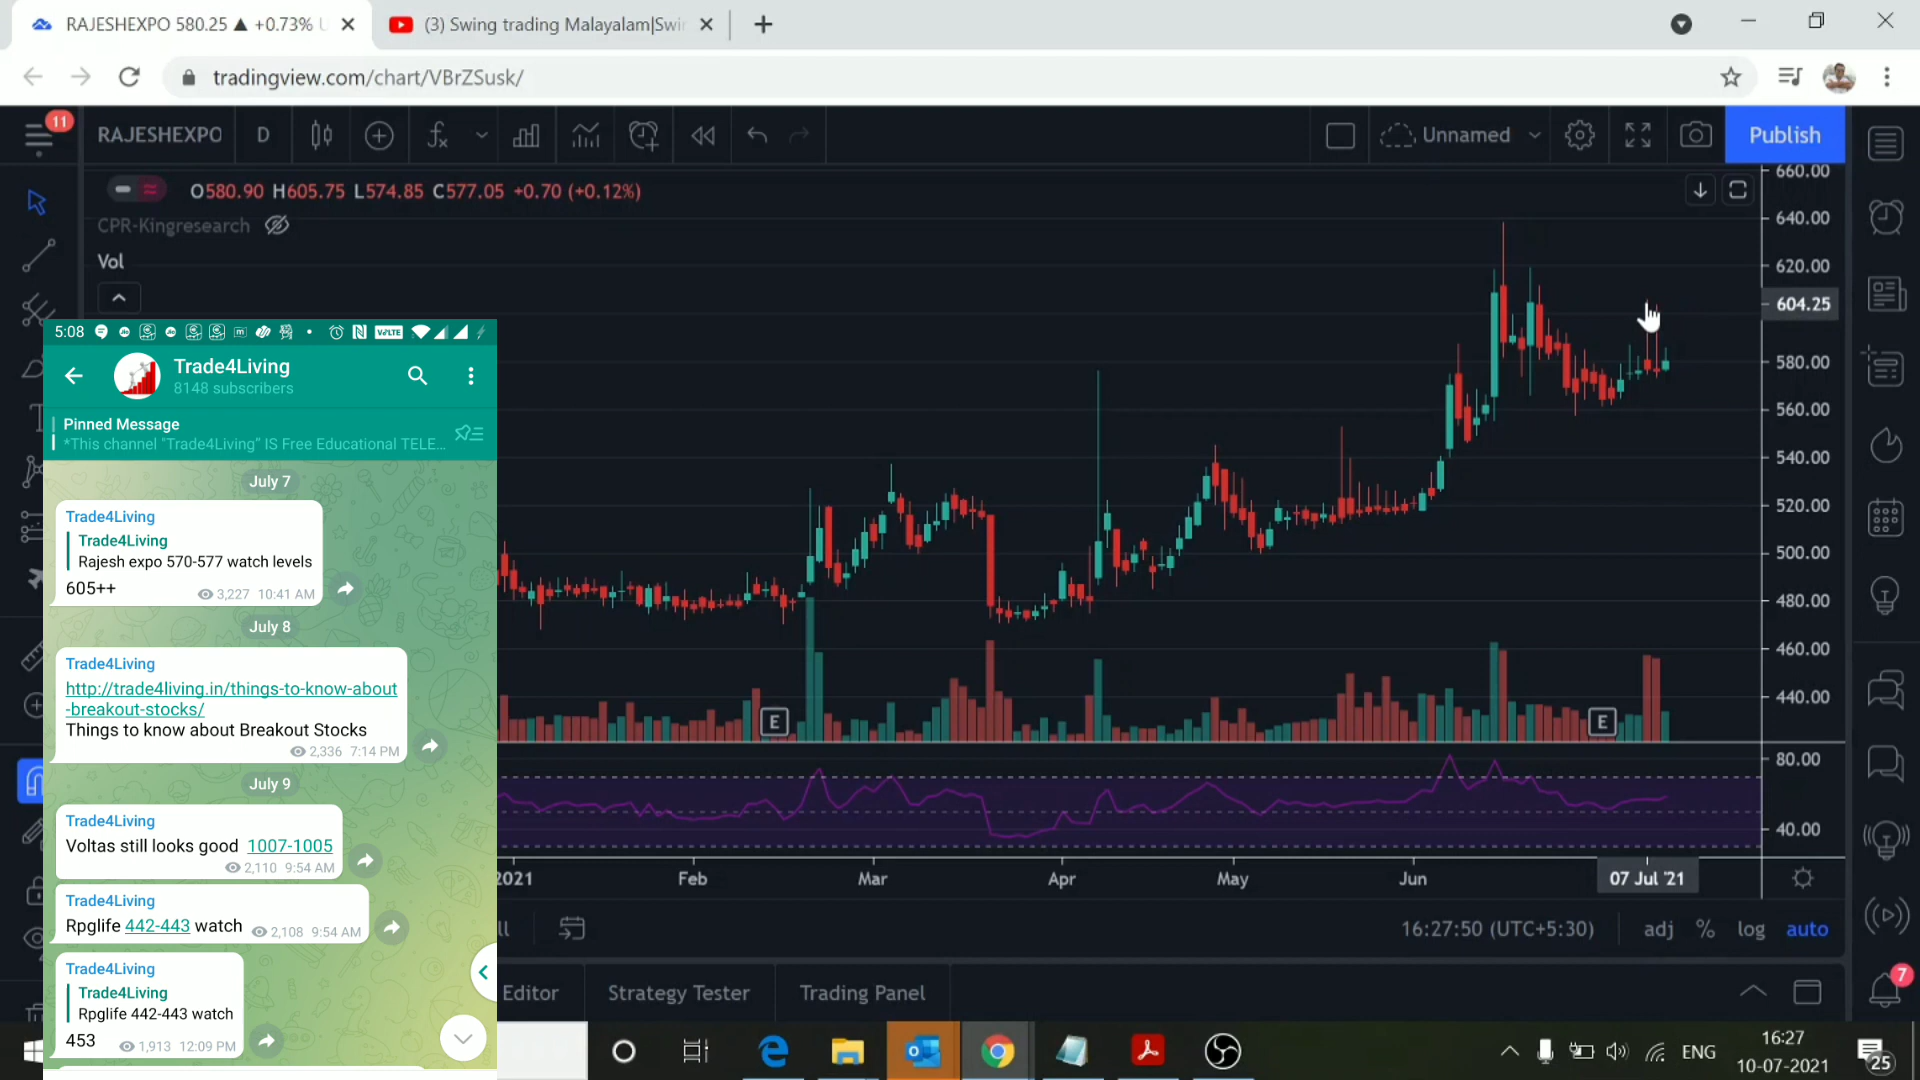 RAJESHEXPO 580.25 ▲ +0.73%
(3) Swing trading Malayalam|Swi
tradingview.com/chart/VBrZSusk/
11
RAJESHEXPO
D
Unnamed
Publish
O580.90 H605.75 L574.85 C577.05 +0.70 (+0.12%)
CPR-Kingresearch
Vol
660.00
640.00
620.00
604.25
580.00
560.00
540.00
520.00
500.00
480.00
460.00
440.00
80.00
40.00
E
E
2021
Feb
Mar
Apr
May
Jun
07 Jul '21
16:27:50 (UTC+5:30)
adj
%
log
auto
Editor
Strategy Tester
Trading Panel
7
5:08
VoLTE
Trade4Living
8148 subscribers
Pinned Message
*This channel "Trade4Living" IS Free Educational TELE...
July 7
Trade4Living
Trade4Living
Rajesh expo 570-577 watch levels
605++
3,227 10:41 AM
July 8
Trade4Living
http://trade4living.in/things-to-know-about
-breakout-stocks/
Things to know about Breakout Stocks
2,336 7:14 PM
July 9
Trade4Living
Voltas still looks good 1007-1005
2,110 9:54 AM
Trade4Living
Rpglife 442-443 watch
2,108 9:54 AM
Trade4Living
Trade4Living
Rpglife 442-443 watch
453
1,913 12:09 PM
ENG
16:27
10-07-2021
25